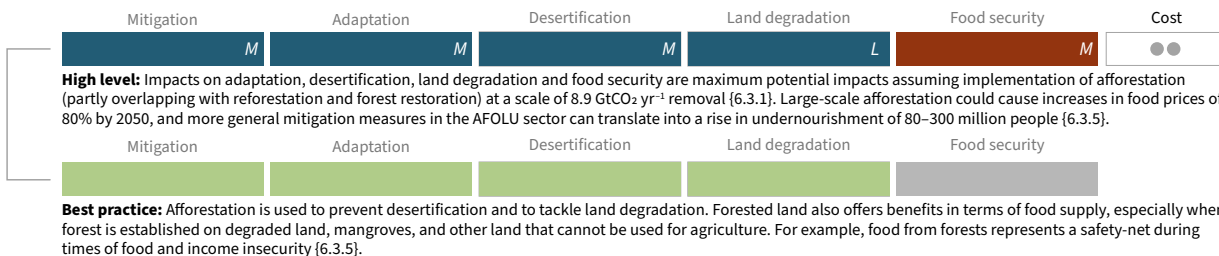 Mitigation Adaptation Desertification Land degradation Food security Cost
M M M L M
High level: Impacts on adaptation, desertification, land degradation and food security are maximum potential impacts assuming implementation of afforestation
(partly overlapping with reforestation and forest restoration) at a scale of 8.9 GtCO₂ yr⁻¹ removal {6.3.1}. Large-scale afforestation could cause increases in food prices of
80% by 2050, and more general mitigation measures in the AFOLU sector can translate into a rise in undernourishment of 80–300 million people {6.3.5}.
Mitigation Adaptation Desertification Land degradation Food security
Best practice: Afforestation is used to prevent desertification and to tackle land degradation. Forested land also offers benefits in terms of food supply, especially when
forest is established on degraded land, mangroves, and other land that cannot be used for agriculture. For example, food from forests represents a safety-net during
times of food and income insecurity {6.3.5}.